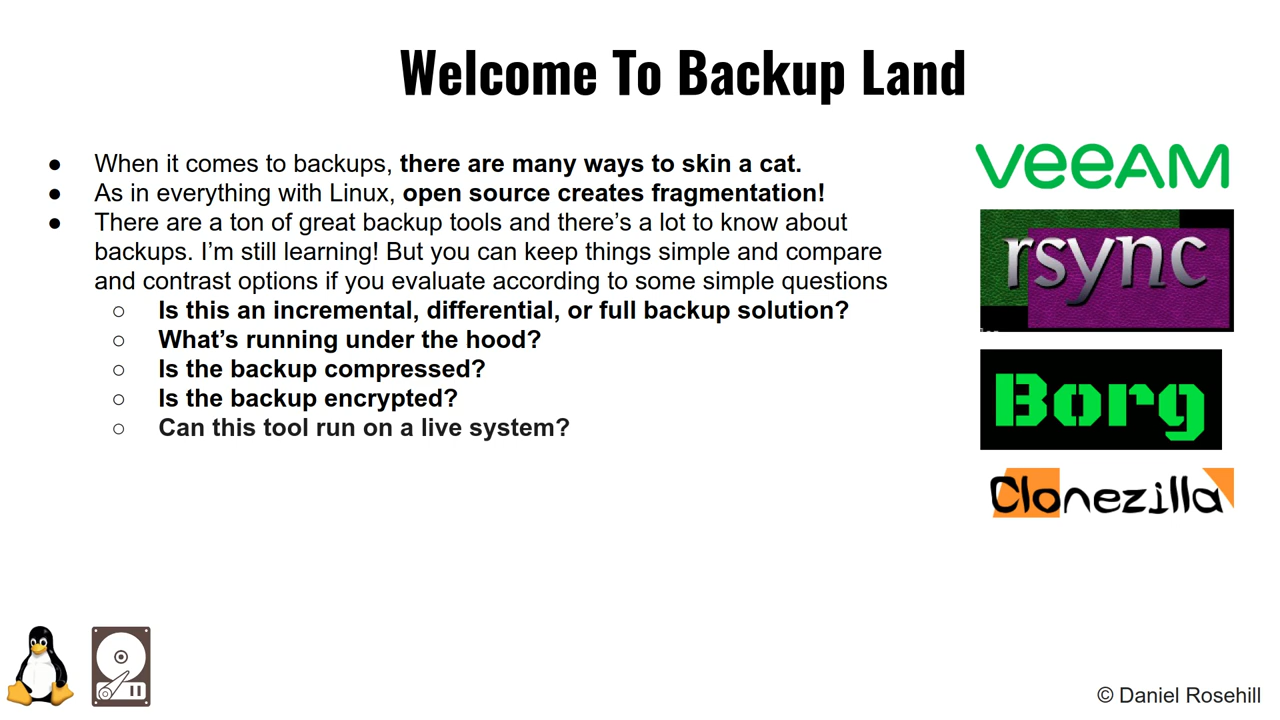 Welcome To Backup Land
● When it comes to backups, there are many ways to skin a cat.
● As in everything with Linux, open source creates fragmentation!
● There are a ton of great backup tools and there’s a lot to know about
backups. I’m still learning! But you can keep things simple and compare
and contrast options if you evaluate according to some simple questions
○ Is this an incremental, differential, or full backup solution?
○ What’s running under the hood?
○ Is the backup compressed?
○ Is the backup encrypted?
○ Can this tool run on a live system?
veeAM
rsync
Borg
Clonezilla
© Daniel Rosehill